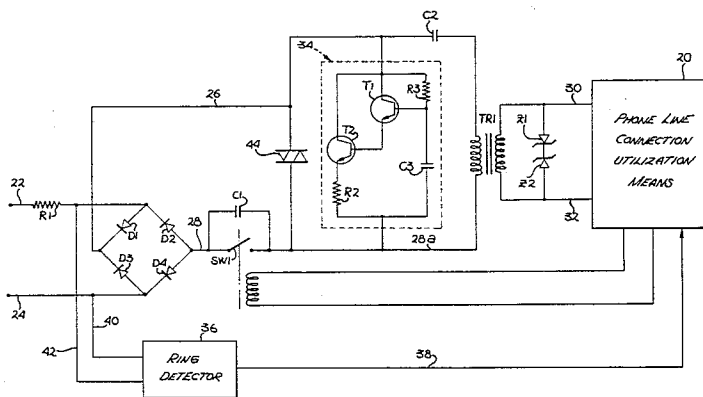 C2
20
34
T1
R3
26
30
PHONE LINE
CONNECTION
UTILIZATION
MEANS
TR1
Z1
T2
44
C3
Z2
22
R1
C1
R2
32
D1
D2
28
28a
D3
D4
SW1
24
40
36
42
RING
DETECTOR
38